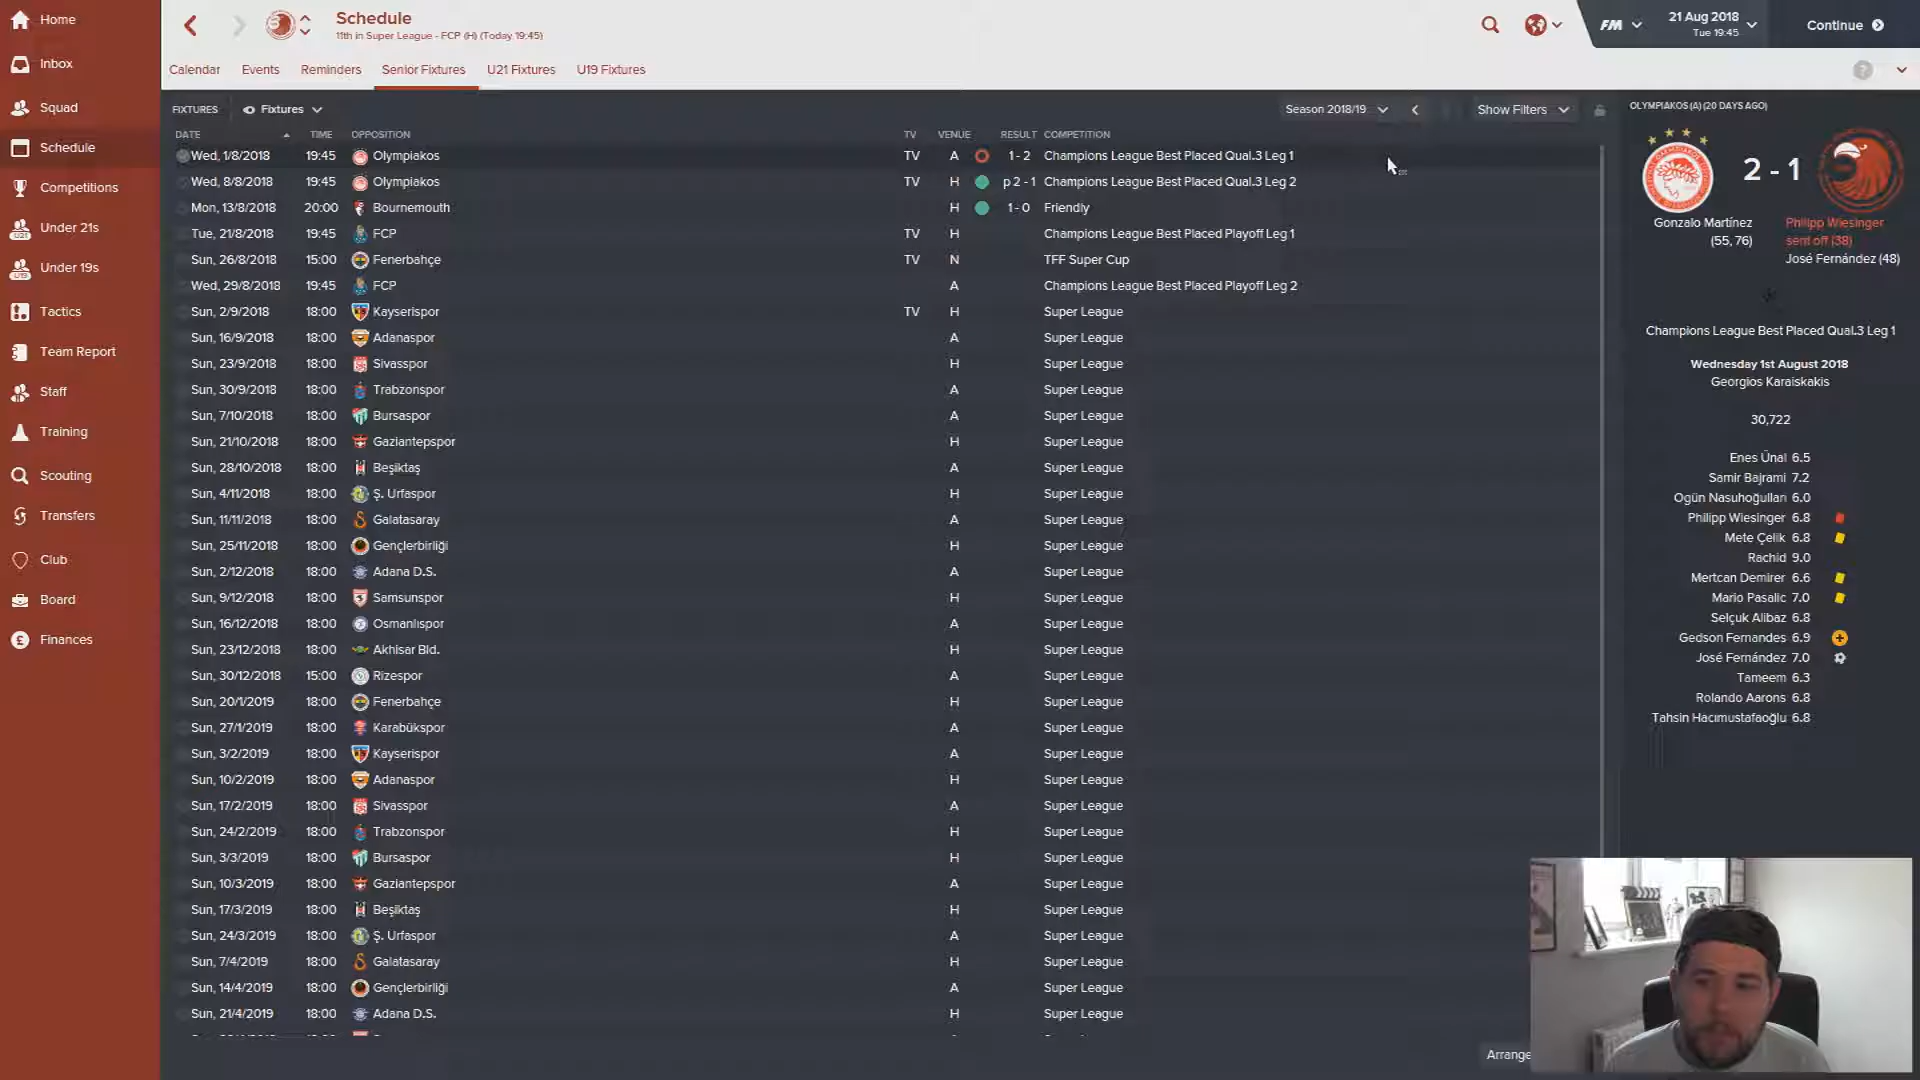 Home
Inbox
Squad
Schedule
Competitions
Under 21s
Under 19s
Tactics
Team Report
Staff
Training
Scouting
Transfers
Club
Board
Finances
Schedule
11th in Super League - FCP (H) (Today 19:45)
FM
21 Aug 2018
Tue 19:45
Continue
Calendar Events Reminders Senior Fixtures U21 Fixtures U19 Fixtures
FIXTURES Fixtures Season 2018/19 Show Filters
DATE TIME OPPOSITION TV VENUE RESULT COMPETITION
Wed, 1/8/2018 19:45 Olympiakos TV A 1 - 2 Champions League Best Placed Qual.3 Leg 1
Wed, 8/8/2018 19:45 Olympiakos TV H p 2 - 1 Champions League Best Placed Qual.3 Leg 2
Mon, 13/8/2018 20:00 Bournemouth H 1 - 0 Friendly
Tue, 21/8/2018 19:45 FCP TV H Champions League Best Placed Playoff Leg 1
Sun, 26/8/2018 15:00 Fenerbahçe TV N TFF Super Cup
Wed, 29/8/2018 19:45 FCP A Champions League Best Placed Playoff Leg 2
Sun, 2/9/2018 18:00 Kayserispor TV H Super League
Sun, 16/9/2018 18:00 Adanaspor A Super League
Sun, 23/9/2018 18:00 Sivasspor H Super League
Sun, 30/9/2018 18:00 Trabzonspor A Super League
Sun, 7/10/2018 18:00 Bursaspor A Super League
Sun, 21/10/2018 18:00 Gaziantepspor H Super League
Sun, 28/10/2018 18:00 Beşiktaş A Super League
Sun, 4/11/2018 18:00 Ş. Urfaspor H Super League
Sun, 11/11/2018 18:00 Galatasaray A Super League
Sun, 25/11/2018 18:00 Gençlerbirliği H Super League
Sun, 2/12/2018 18:00 Adana D.S. A Super League
Sun, 9/12/2018 18:00 Samsunspor H Super League
Sun, 16/12/2018 18:00 Osmanlıspor A Super League
Sun, 23/12/2018 18:00 Akhisar Bld. H Super League
Sun, 30/12/2018 15:00 Rizespor A Super League
Sun, 20/1/2019 18:00 Fenerbahçe H Super League
Sun, 27/1/2019 18:00 Karabükspor A Super League
Sun, 3/2/2019 18:00 Kayserispor A Super League
Sun, 10/2/2019 18:00 Adanaspor H Super League
Sun, 17/2/2019 18:00 Sivasspor A Super League
Sun, 24/2/2019 18:00 Trabzonspor H Super League
Sun, 3/3/2019 18:00 Bursaspor H Super League
Sun, 10/3/2019 18:00 Gaziantepspor A Super League
Sun, 17/3/2019 18:00 Beşiktaş H Super League
Sun, 24/3/2019 18:00 Ş. Urfaspor A Super League
Sun, 7/4/2019 18:00 Galatasaray H Super League
Sun, 14/4/2019 18:00 Gençlerbirliği A Super League
Sun, 21/4/2019 18:00 Adana D.S. H Super League
Arrange
OLYMPIAKOS (A) (20 DAYS AGO)
2 - 1
Gonzalo Martínez
(55, 76)
Philipp Wiesinger
sent off (38)
José Fernández (48)
Champions League Best Placed Qual.3 Leg 1
Wednesday 1st August 2018
Georgios Karaiskakis
30,722
Enes Ünal 6.5
Samir Bajrami 7.2
Ogün Nasuhoğulları 6.0
Philipp Wiesinger 6.8
Mete Çelik 6.8
Rachid 9.0
Mertcan Demirer 6.6
Mario Pasalic 7.0
Selçuk Alibaz 6.8
Gedson Fernandes 6.9
José Fernández 7.0
Tameem 6.3
Rolando Aarons 6.8
Tahsin Hacımustafaoğlu 6.8